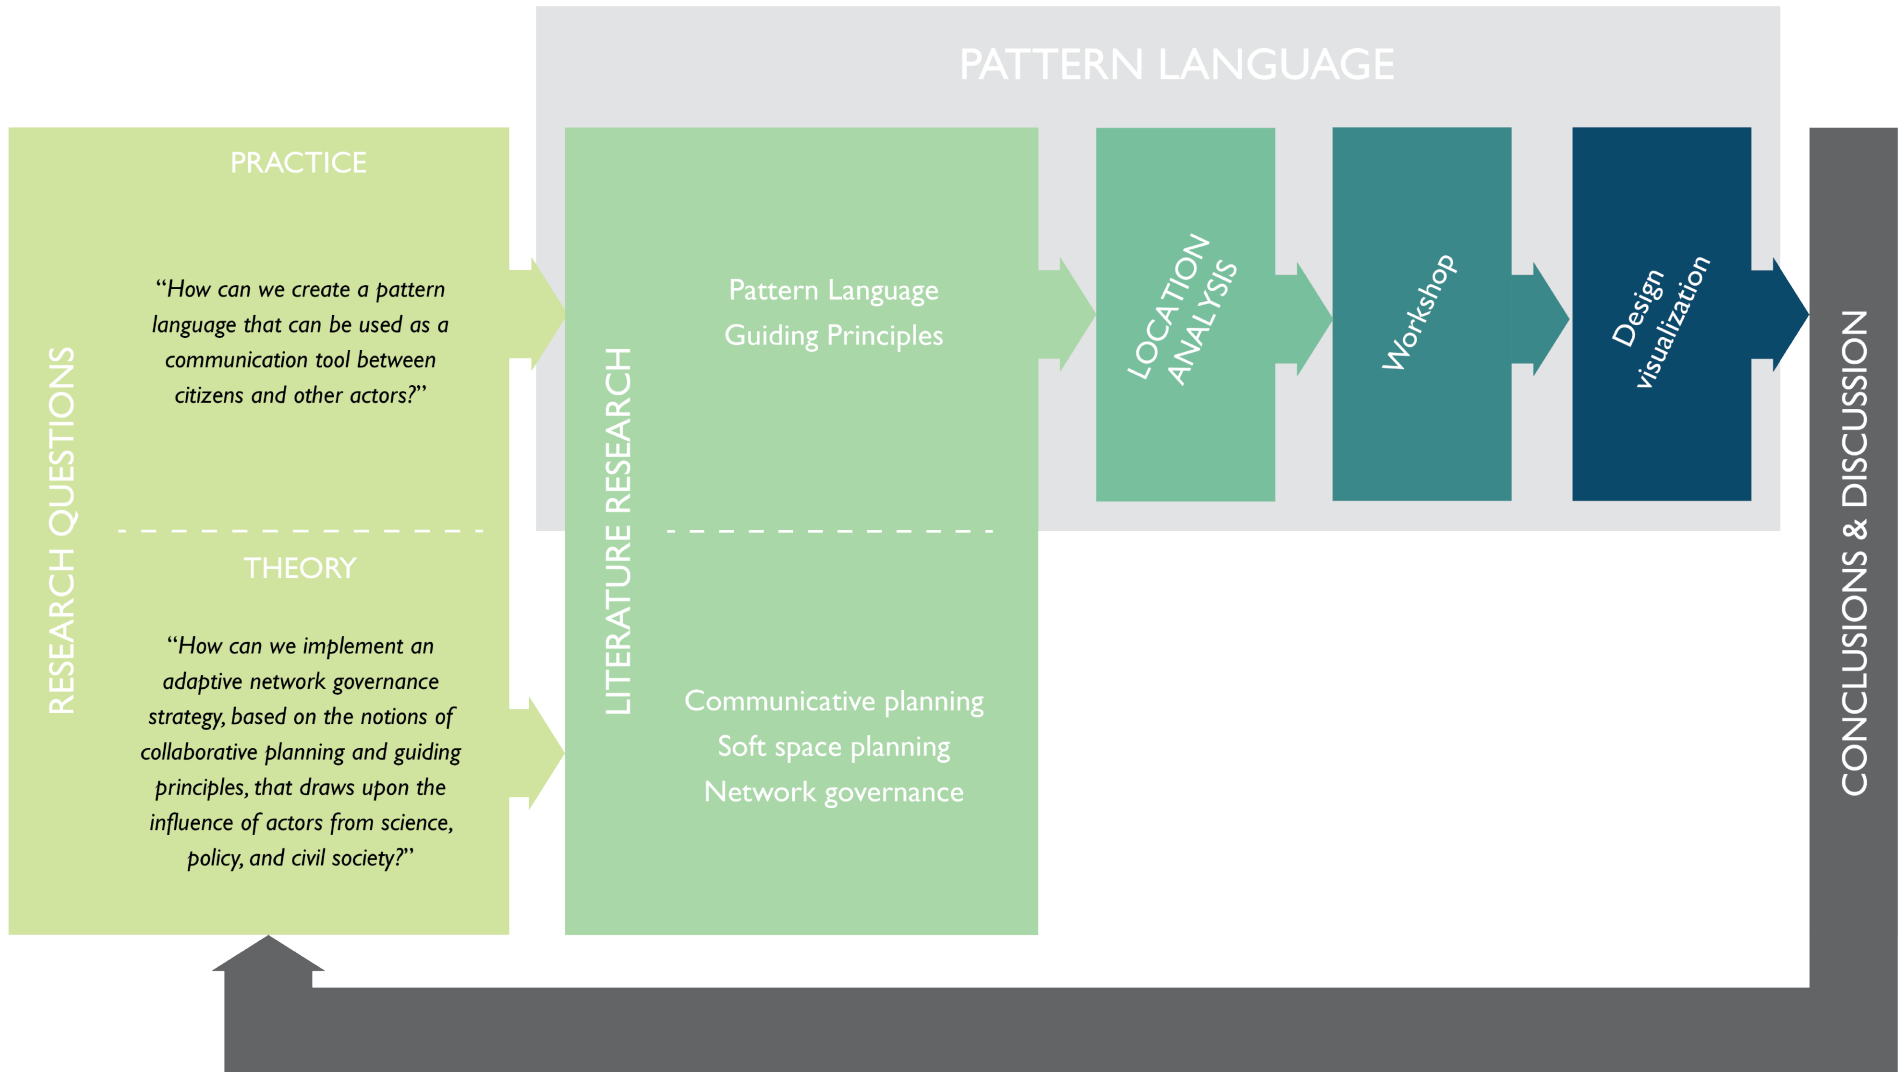 PATTERN LANGUAGE
RESEARCH QUESTIONS
PRACTICE
“How can we create a pattern
language that can be used as a
communication tool between
citizens and other actors?”
THEORY
“How can we implement an
adaptive network governance
strategy, based on the notions of
collaborative planning and guiding
principles, that draws upon the
influence of actors from science,
policy, and civil society?”
LITERATURE RESEARCH
Pattern Language
Guiding Principles
Communicative planning
Soft space planning
Network governance
LOCATION
ANALYSIS
Workshop
Design
visualization
CONCLUSIONS & DISCUSSION